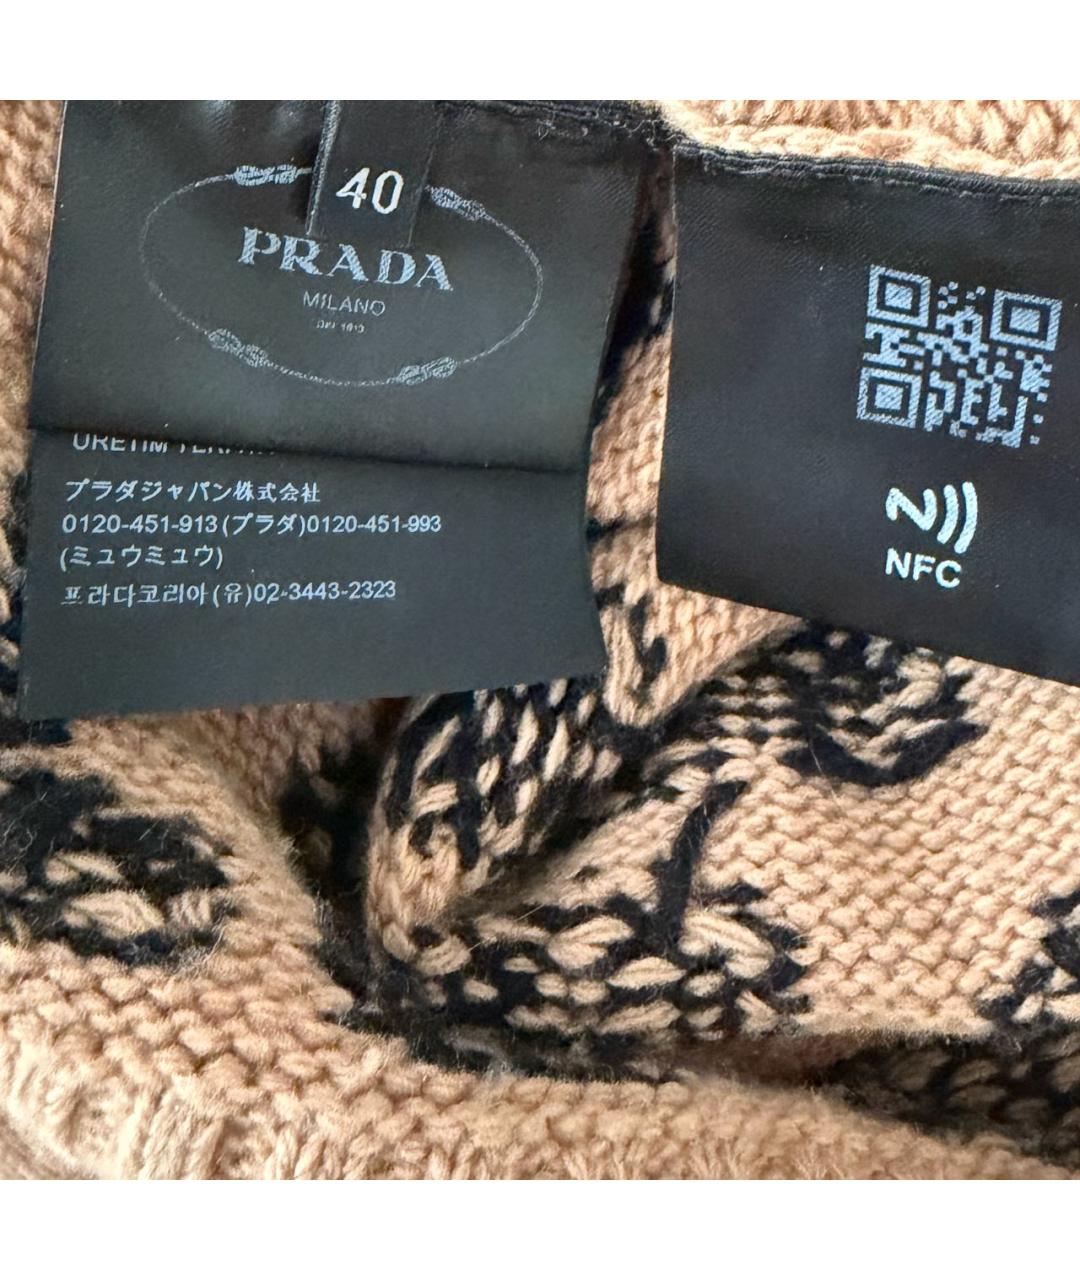 40
PRADA
MILANO
DAL 1913
プラダジャパン株式会社
0120-451-913(プラダ)0120-451-993
(ミュウミュウ)
프라다코리아(유)02-3443-2323
NFC